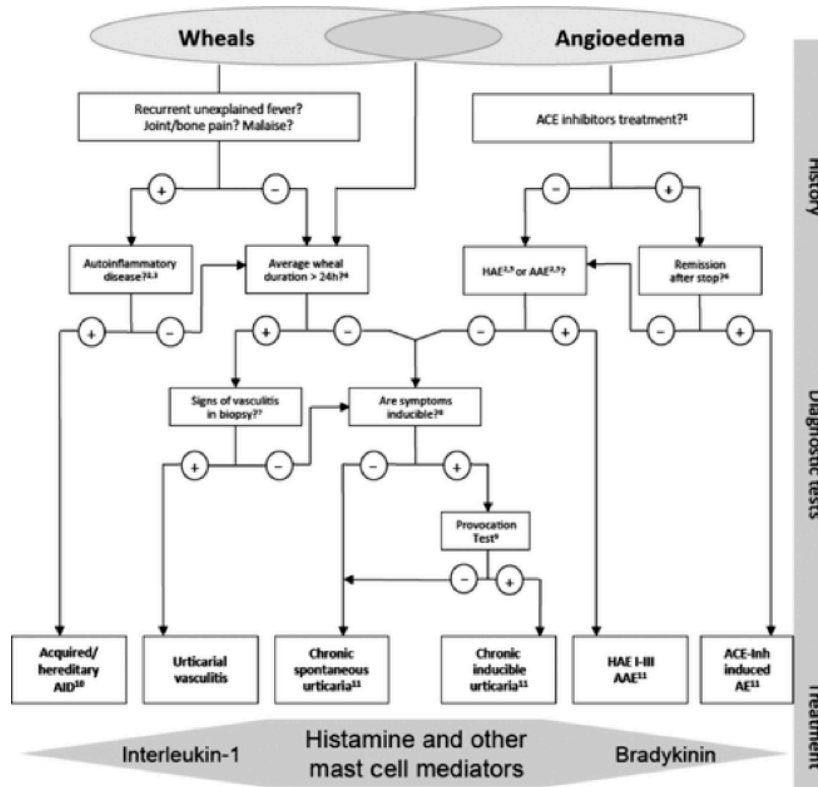 Wheals
Angioedema
Recurrent unexplained fever?
Joint/bone pain? Malaise?
ACE inhibitors treatment?¹
History
+
−
−
+
Autoinflammatory
disease?²,³
Average wheal
duration > 24h?⁴
HAE²,⁵ or AAE²,⁵?
Remission
after stop?⁶
+
−
+
−
−
+
−
+
Signs of vasculitis
in biopsy?⁷
Are symptoms
inducible?⁸
Diagnostic tests
+
−
−
+
Provocation
Test⁹
−
+
Acquired/
hereditary
AID¹⁰
Urticarial
vasculitis
Chronic
spontaneous
urticaria¹¹
Chronic
inducible
urticaria¹¹
HAE I-III
AAE¹¹
ACE-Inh
induced
AE¹¹
Treatment
Interleukin-1
Histamine and other
mast cell mediators
Bradykinin